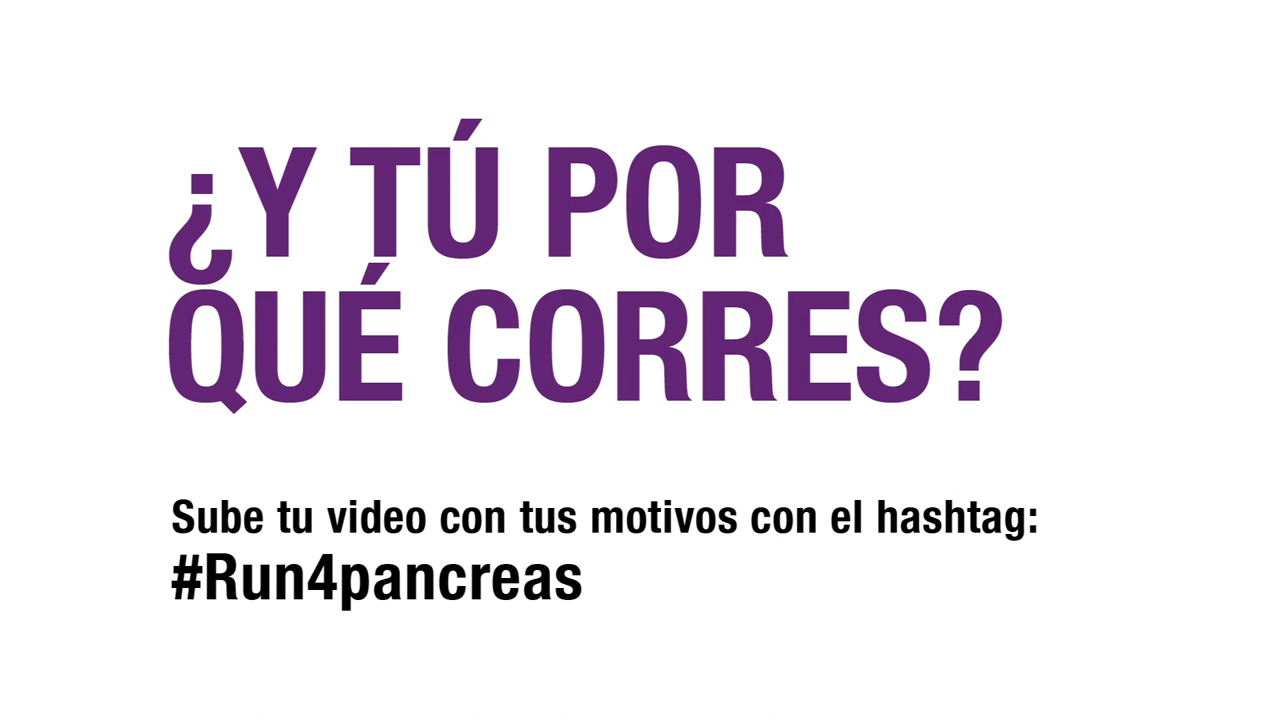 ¿Y TÚ POR
QUÉ CORRES?
Sube tu video con tus motivos con el hashtag:
#Run4pancreas